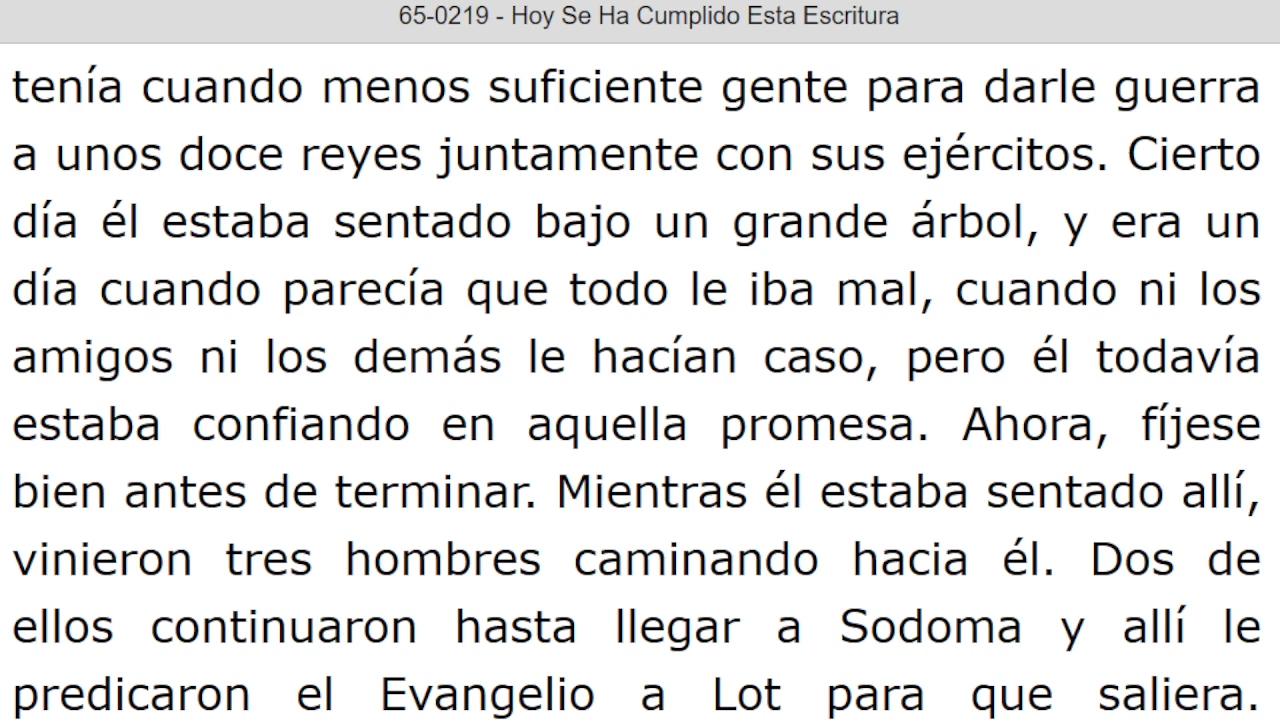 65-0219 - Hoy Se Ha Cumplido Esta Escritura
tenía cuando menos suficiente gente para darle guerra
a unos doce reyes juntamente con sus ejércitos. Cierto
día él estaba sentado bajo un grande árbol, y era un
día cuando parecía que todo le iba mal, cuando ni los
amigos ni los demás le hacían caso, pero él todavía
estaba confiando en aquella promesa. Ahora, fíjese
bien antes de terminar. Mientras él estaba sentado allí,
vinieron tres hombres caminando hacia él. Dos de
ellos continuaron hasta llegar a Sodoma y allí le
predicaron el Evangelio a Lot para que saliera.